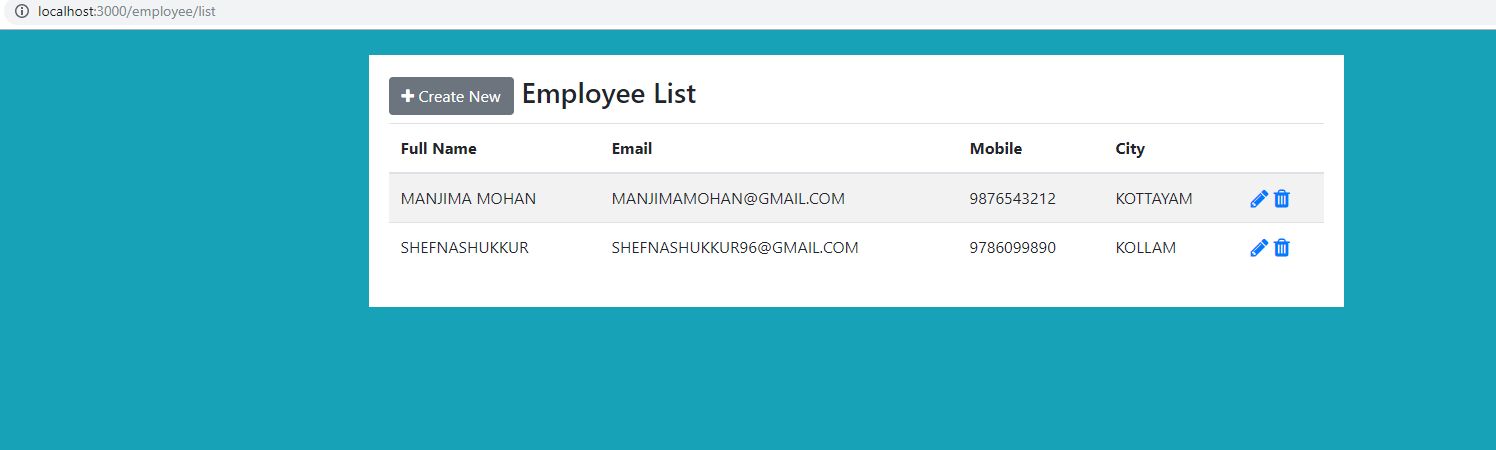 localhost:3000/employee/list
Create New Employee List
Full Name Email Mobile City
MANJIMA MOHAN MANJIMAMOHAN@GMAIL.COM 9876543212 KOTTAYAM
SHEFNASHUKKUR SHEFNASHUKKUR96@GMAIL.COM 9786099890 KOLLAM